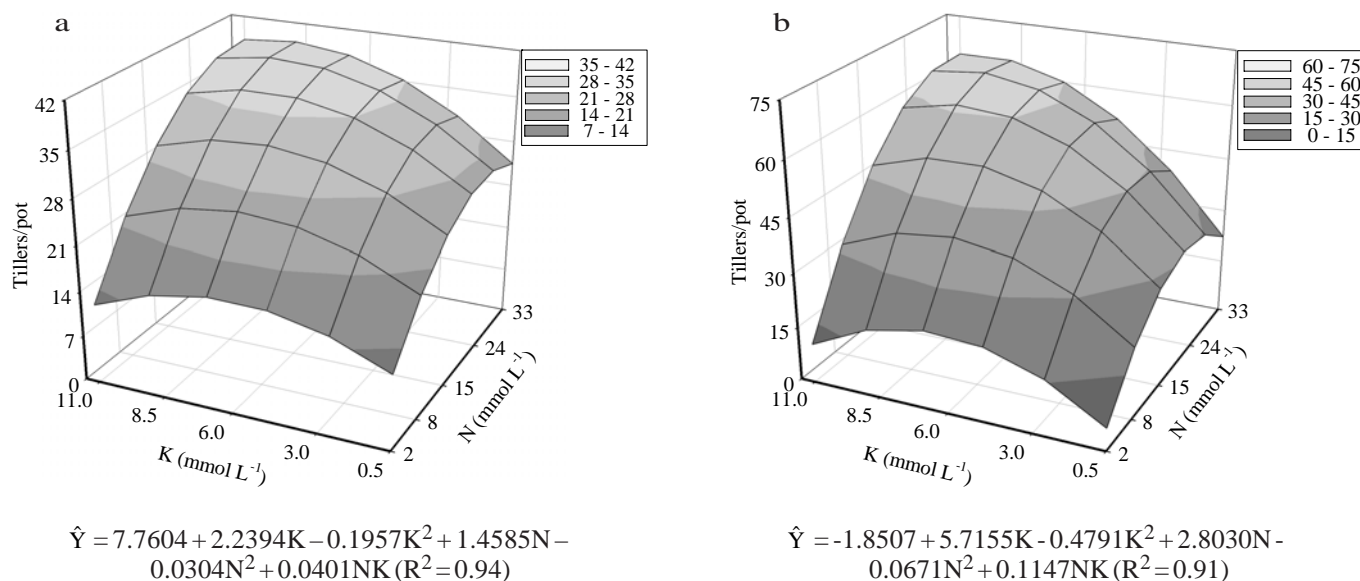 a
35 - 42
28 - 35
21 - 28
14 - 21
7 - 14
42
35
28
21
14
7
0
Tillers/pot
11.0
8.5
6.0
3.0
0.5
K (mmol L⁻¹)
2
8
15
24
33
N (mmol L⁻¹)
Ŷ = 7.7604 + 2.2394K – 0.1957K² + 1.4585N –
0.0304N² + 0.0401NK (R² = 0.94)
b
60 - 75
45 - 60
30 - 45
15 - 30
0 - 15
75
60
45
30
15
0
Tillers/pot
11.0
8.5
6.0
3.0
0.5
K (mmol L⁻¹)
2
8
15
24
33
N (mmol L⁻¹)
Ŷ = -1.8507 + 5.7155K - 0.4791K² + 2.8030N -
0.0671N² + 0.1147NK (R² = 0.91)